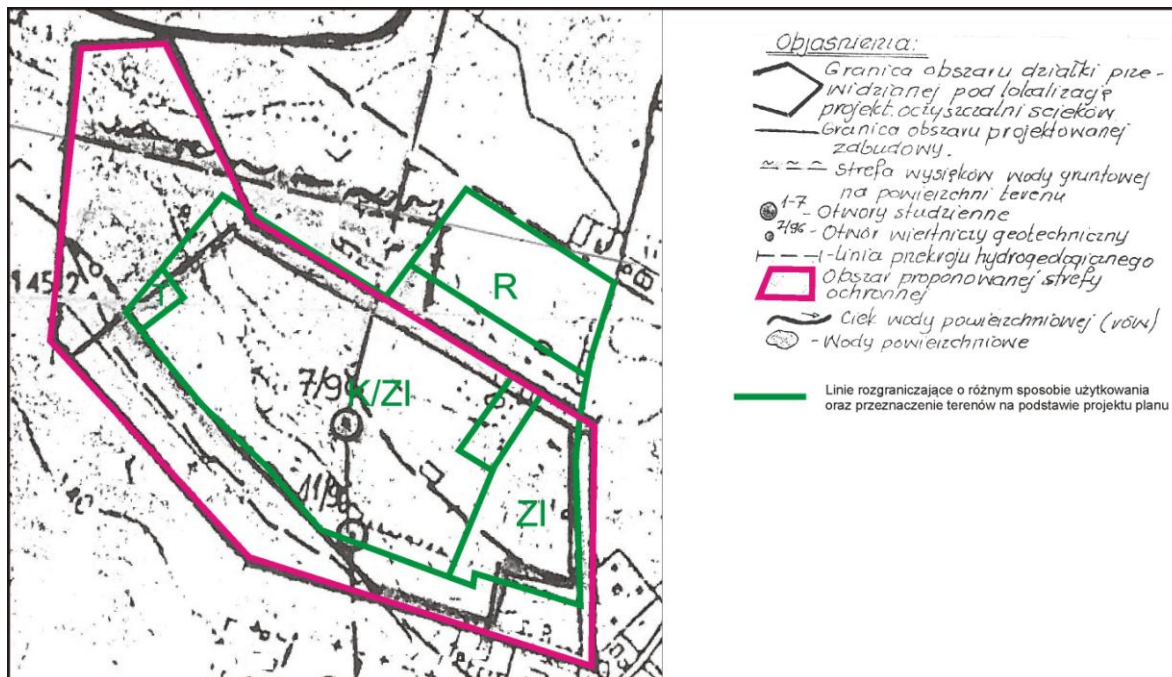 Objaśnienia:
Granica obszaru działki prze-
widzianej pod lokalizację
projekt. oczyszczalni ścieków
Granica obszaru projektowanej
zabudowy.
Strefa wysięków wody gruntowej
na powierzchni terenu
1-7 - Otwory studzienne
7/96 - Otwór wiertniczy geotechniczny
- linia przekroju hydrogeologicznego
Obszar proponowanej strefy
ochronnej
Ciek wody powierzchniowej (rów)
- Wody powierzchniowe
Linie rozgraniczające o różnym sposobie użytkowania
oraz przeznaczenie terenów na podstawie projektu planu
R
T
145.2
K/ZI
11/96
ZI